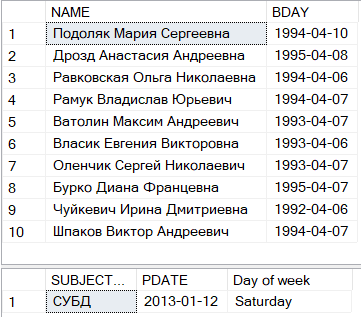 NAME BDAY
1 Подоляк Мария Сергеевна 1994-04-10
2 Дрозд Анастасия Андреевна 1995-04-08
3 Равковская Ольга Николаевна 1994-04-06
4 Рамук Владислав Юрьевич 1994-04-07
5 Ватолин Максим Андреевич 1993-04-07
6 Власик Евгения Викторовна 1993-04-06
7 Оленчик Сергей Николаевич 1993-04-07
8 Бурко Диана Францевна 1995-04-07
9 Чуйкевич Ирина Дмитриевна 1992-04-06
10 Шпаков Виктор Андреевич 1994-04-07
SUBJECT... PDATE Day of week
1 СУБД 2013-01-12 Saturday